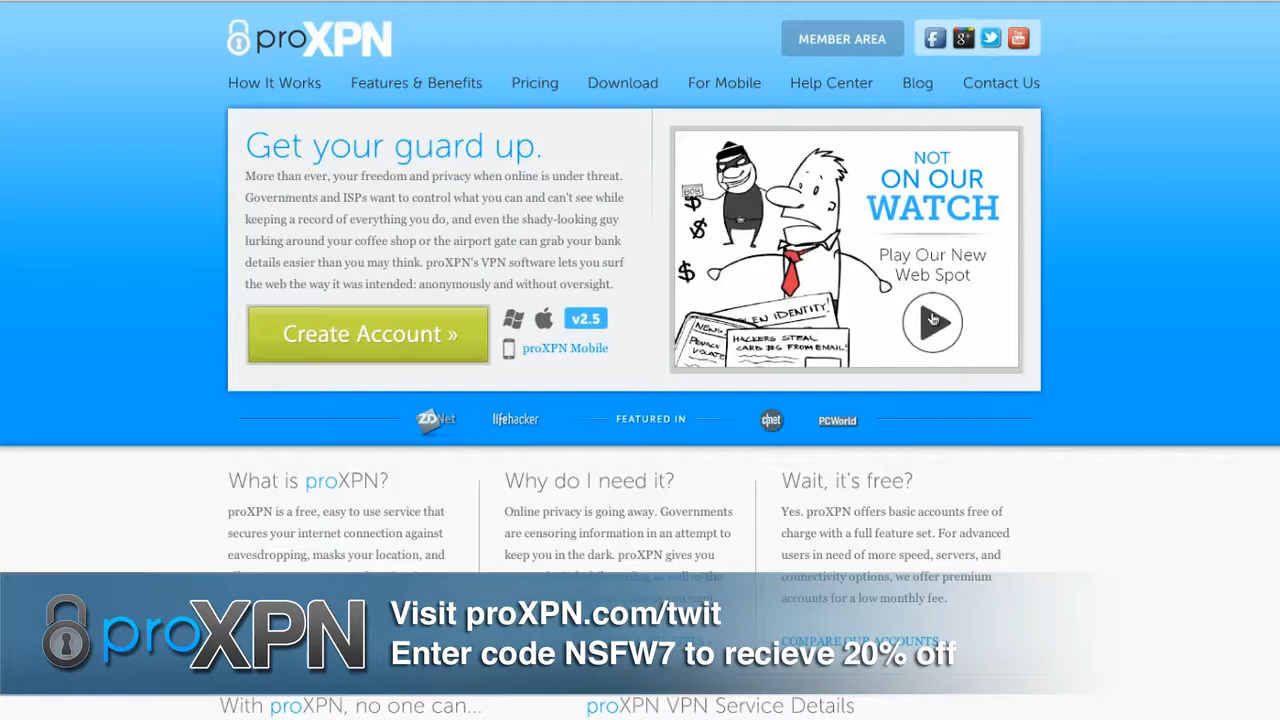 proXPN
MEMBER AREA
How It Works Features & Benefits Pricing Download For Mobile Help Center Blog Contact Us
Get your guard up.
More than ever, your freedom and privacy when online is under threat.
Governments and ISPs want to control what you can and can't see while
keeping a record of everything you do, and even the shady-looking guy
lurking around your coffee shop or the airport gate can grab your bank
details easier than you may think. proXPN's VPN software lets you surf
the web the way it was intended: anonymously and without oversight.
Create Account »
v2.5
proXPN Mobile
BOB
$
$
$
NEWS
PRIVACY
VIOLATE
LEN IDENTITY!
HACKERS STEAL
CARD #S FROM EMAIL!
NOT
ON OUR
WATCH
Play Our New
Web Spot
ZDNet lifehacker FEATURED IN c|net PCWorld
What is proXPN?
proXPN is a free, easy to use service that
secures your internet connection against
eavesdropping, masks your location, and
Why do I need it?
Online privacy is going away. Governments
are censoring information in an attempt to
keep you in the dark. proXPN gives you
Wait, it's free?
Yes. proXPN offers basic accounts free of
charge with a full feature set. For advanced
users in need of more speed, servers, and
connectivity options, we offer premium
accounts for a low monthly fee.
COMPARE OUR ACCOUNTS
proXPN
Visit proXPN.com/twit
Enter code NSFW7 to recieve 20% off
With proXPN, no one can...
proXPN VPN Service Details